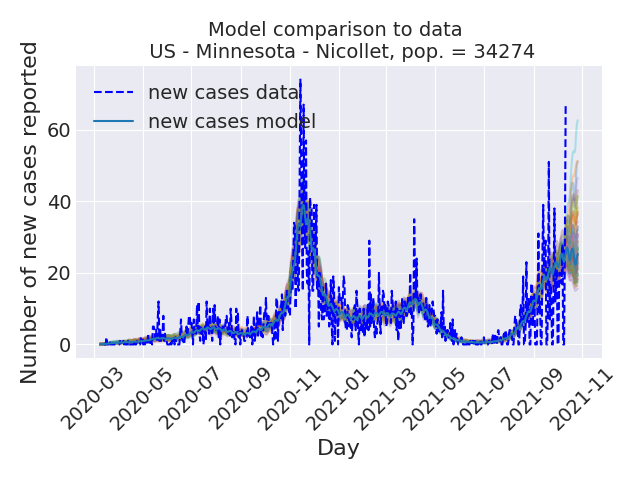 Model comparison to data
US - Minnesota - Nicollet, pop. = 34274
Number of new cases reported
new cases data
new cases model
60
40
20
0
2020-03
2020-05
2020-07
2020-09
2020-11
2021-01
2021-03
2021-05
2021-07
2021-09
2021-11
Day